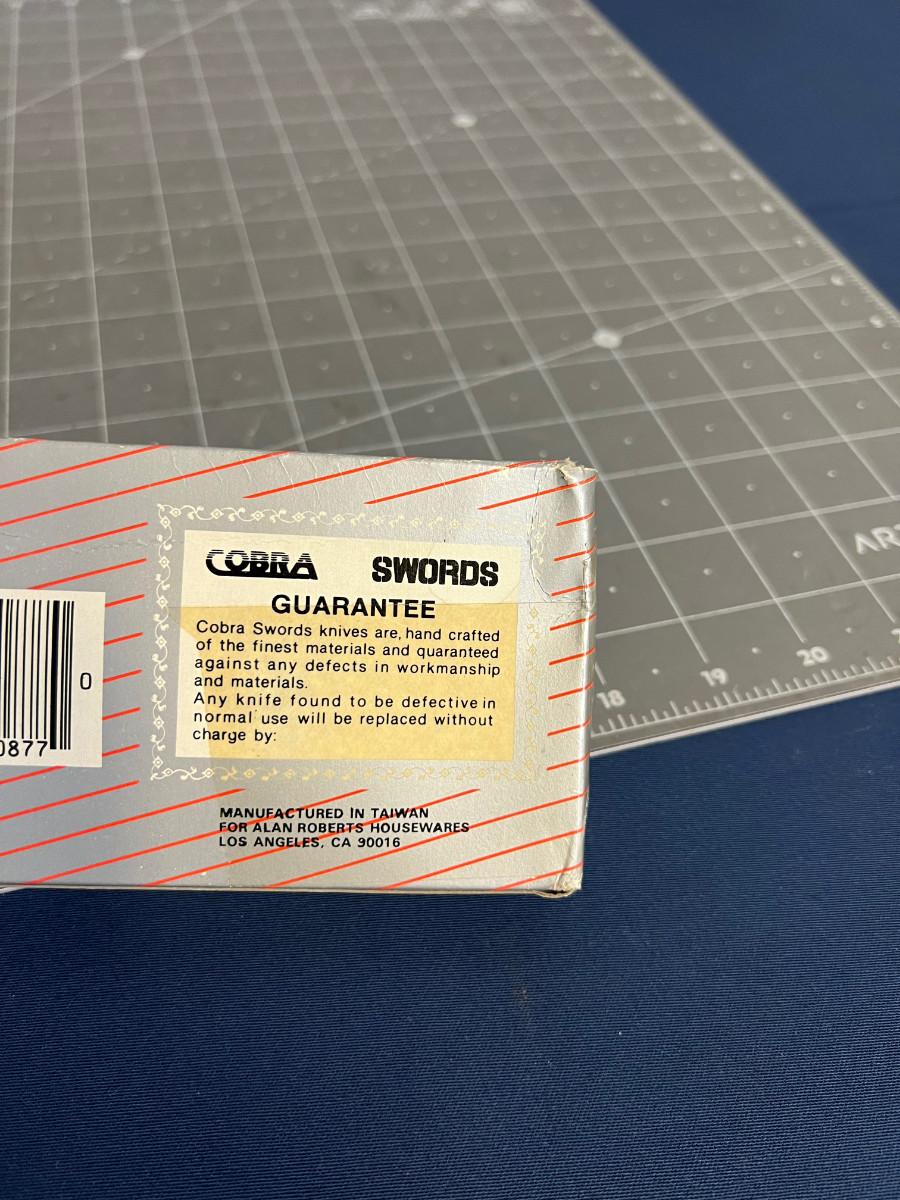 COBRA SWORDS
GUARANTEE
Cobra Swords knives are, hand crafted
of the finest materials and quaranteed
against any defects in workmanship
and materials.
Any knife found to be defective in
normal use will be replaced without
charge by:
MANUFACTURED IN TAIWAN
FOR ALAN ROBERTS HOUSEWARES
LOS ANGELES, CA 90016
0877
0
18 19 20